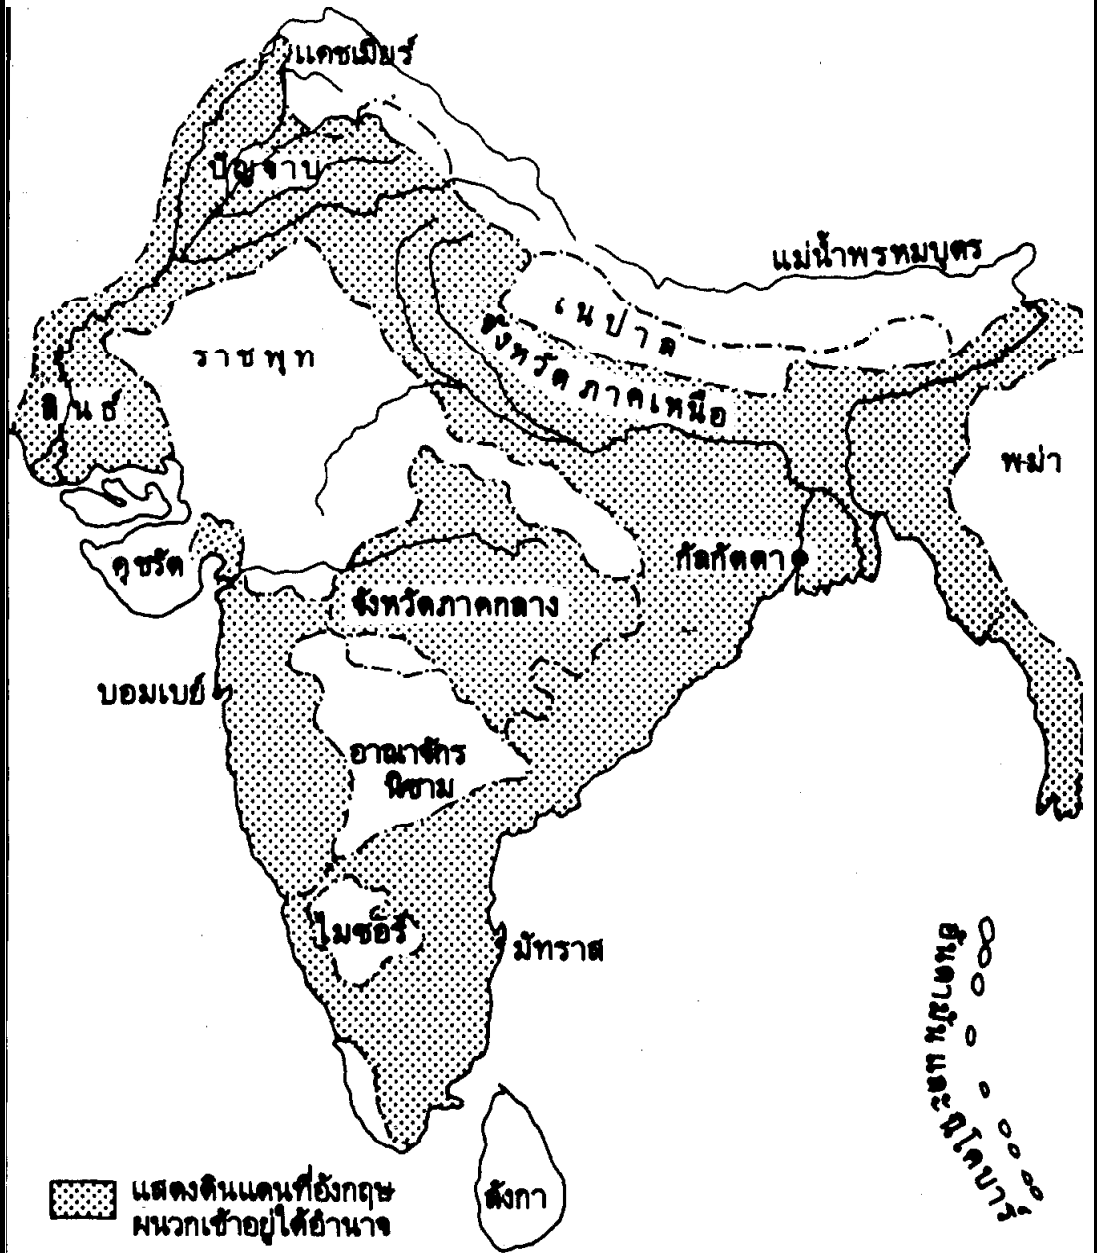 แคชเมียร์
ปัญจาบ
แม่น้ำพรหมบุตร
เนปาล
ราชพุท
จังหวัดภาคเหนือ
สินธ์
พม่า
คุชรัต
กัลกัตตา
จังหวัดภาคกลาง
บอมเบย์
อาณาจักร
นิซาม
ไมซอร์
มัทราส
อันดามันและนิโคบาร์
ลังกา
แสดงดินแดนที่อังกฤษ
ผนวกเข้าอยู่ใต้อำนาจ